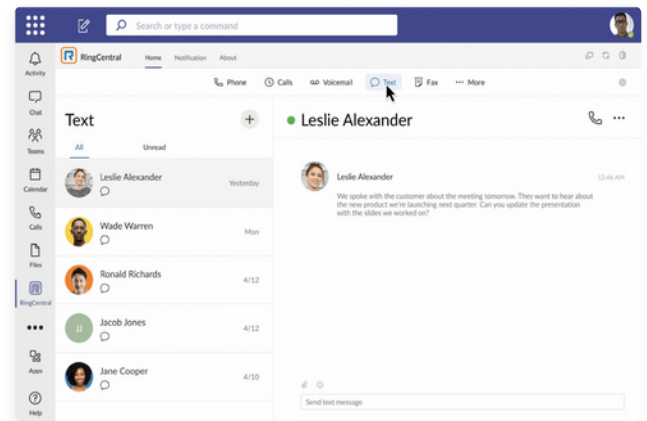 Search or type a command
RingCentral Home Notification About
Activity
Chat
Teams
Calendar
Calls
Files
RingCentral
Apps
Help
Phone Calls Voicemail Text Fax More
Text
All Unread
Leslie Alexander Yesterday
Wade Warren Mon
Ronald Richards 4/12
JJ Jacob Jones 4/12
Jane Cooper 4/10
Leslie Alexander
Leslie Alexander 12:46 AM
We spoke with the customer about the meeting tomorrow. They want to hear about
the new product we're launching next quarter. Can you update the presentation
with the slides we worked on?
Send text message